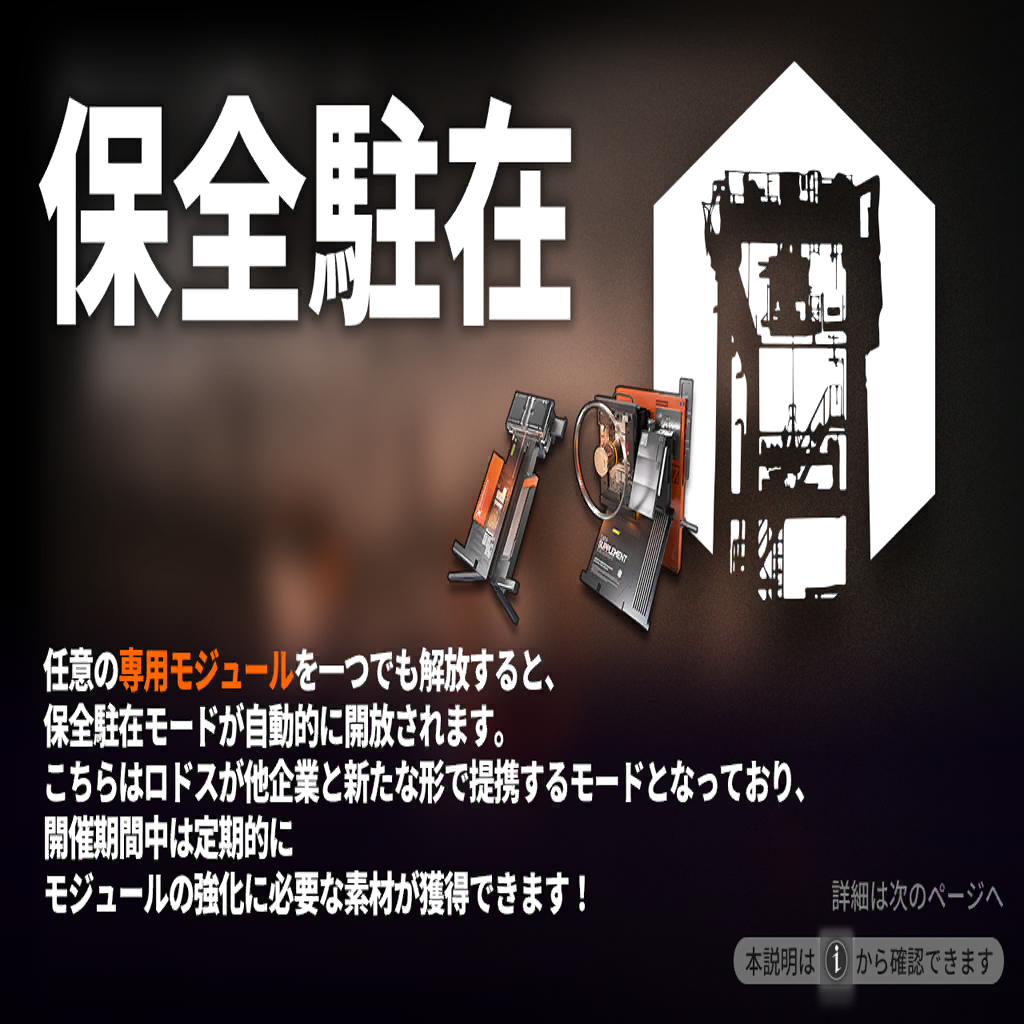 保全駐在
SUPPLEMENT
任意の専用モジュールを一つでも解放すると、
保全駐在モードが自動的に開放されます。
こちらはロドスが他企業と新たな形で提携するモードとなっており、
開催期間中は定期的に
モジュールの強化に必要な素材が獲得できます！
詳細は次のページへ
本説明は i から確認できます